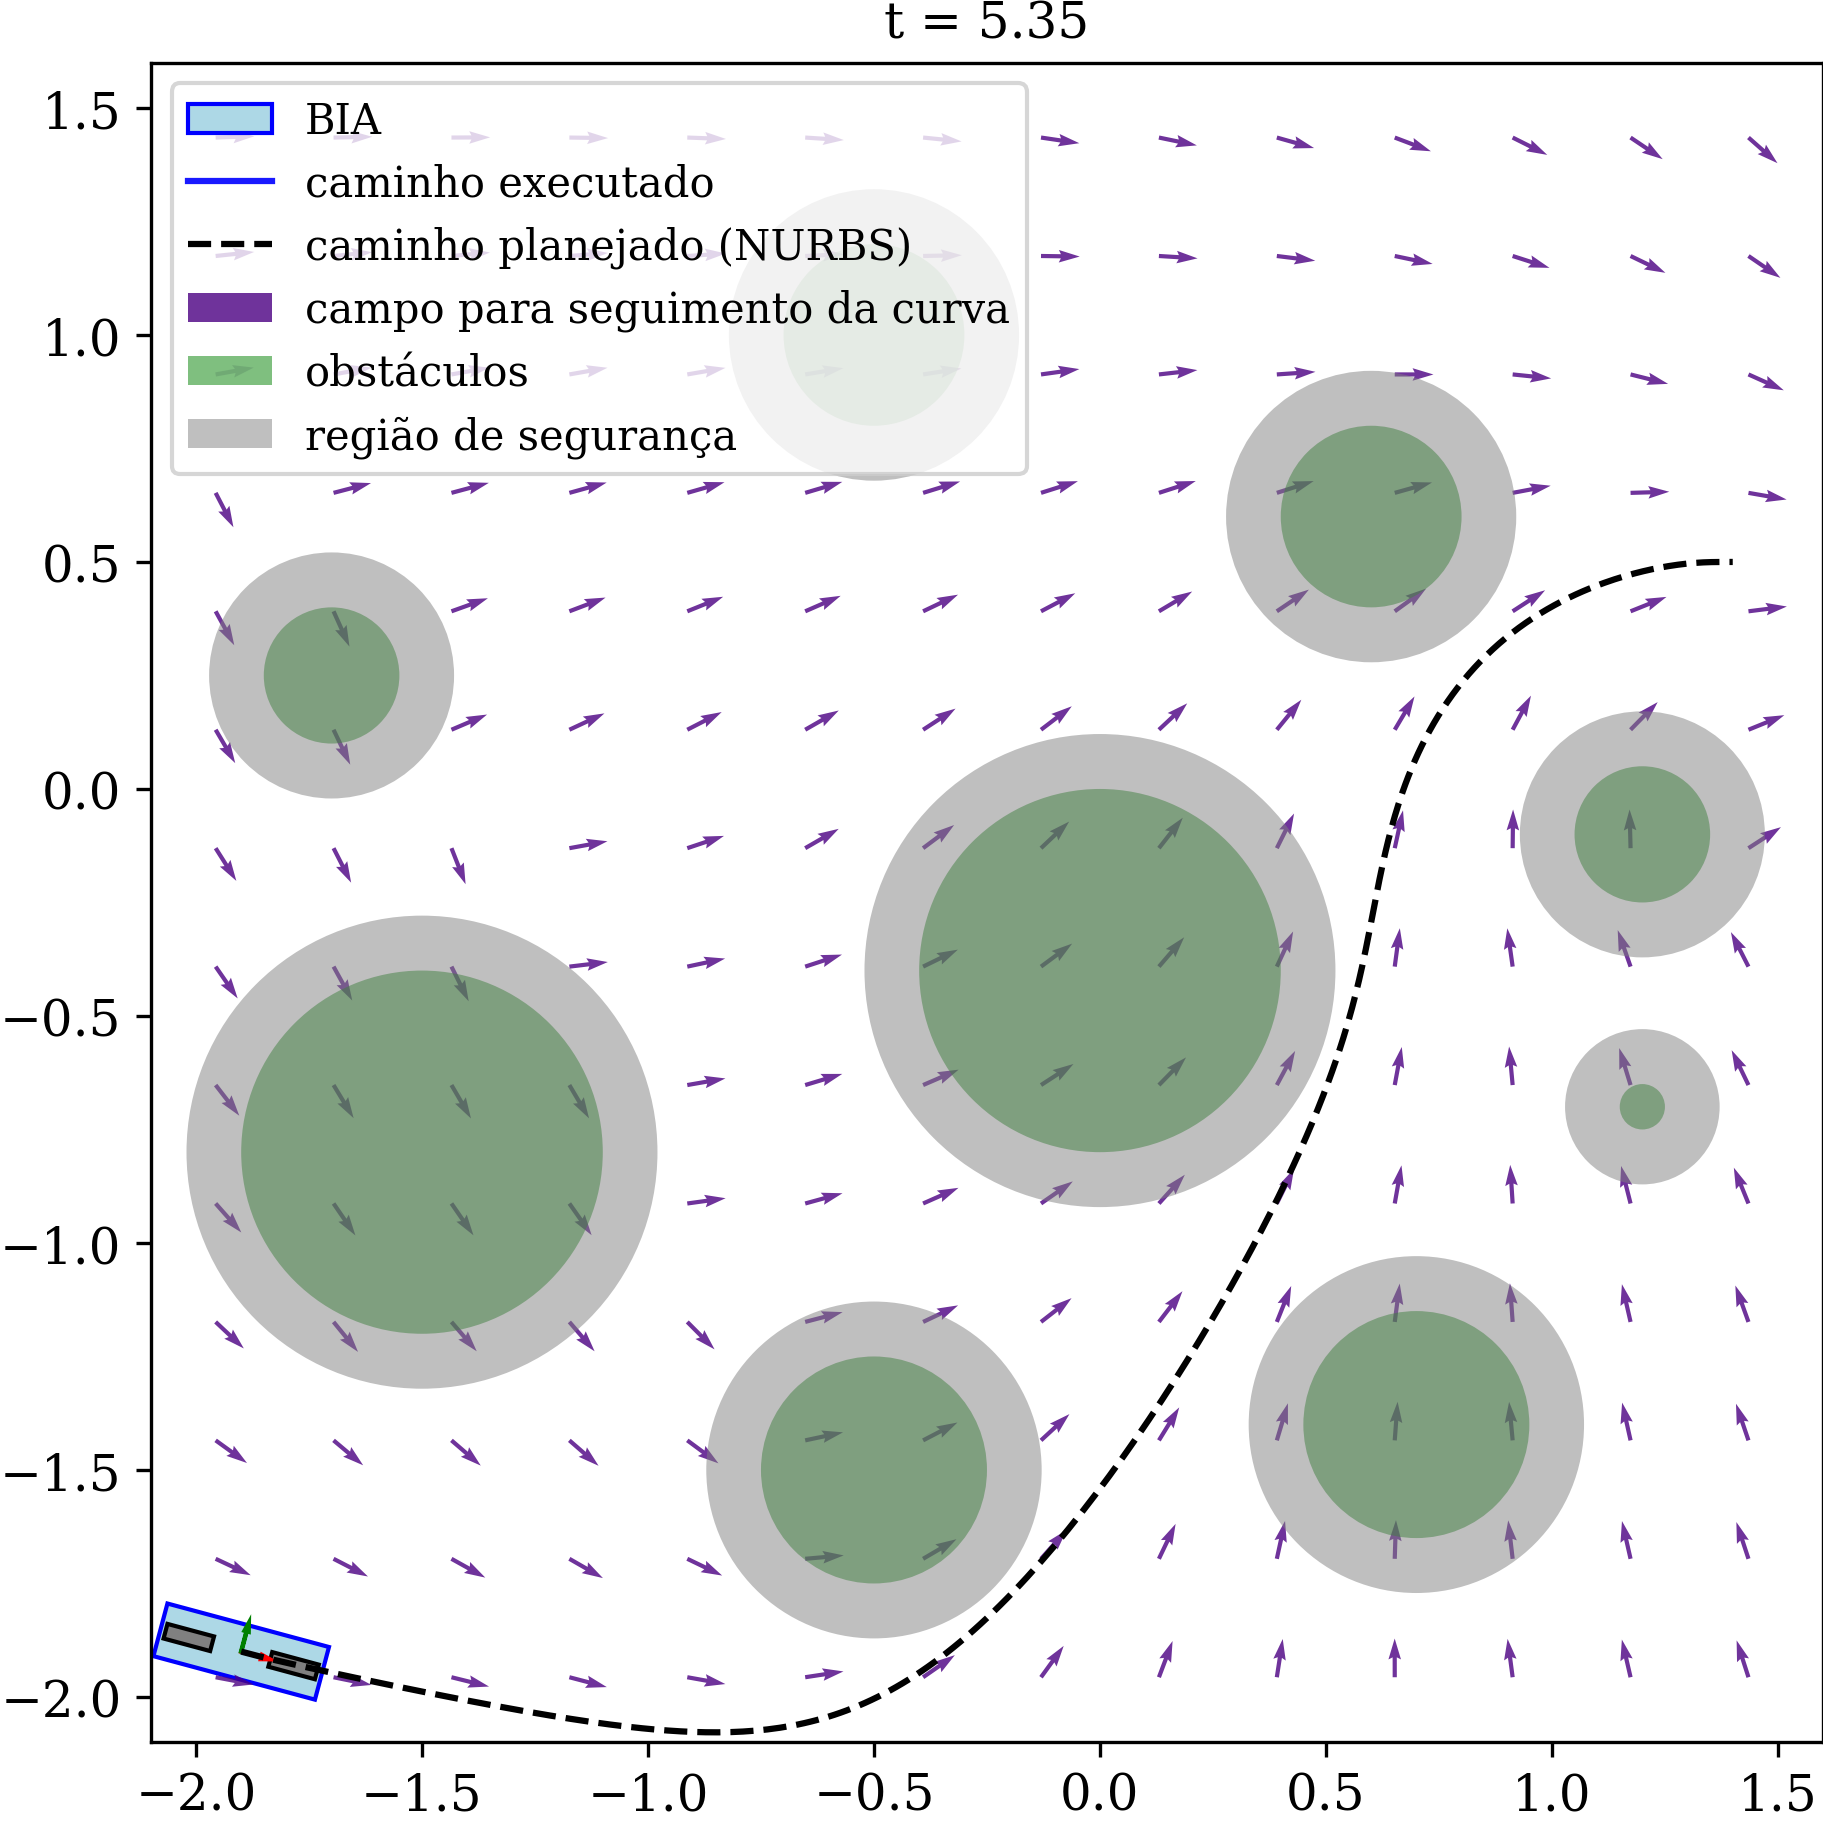 t = 5.35
BIA
caminho executado
caminho planejado (NURBS)
campo para seguimento da curva
obstáculos
região de segurança
1.5
1.0
0.5
0.0
−0.5
−1.0
−1.5
−2.0
−2.0 −1.5 −1.0 −0.5 0.0 0.5 1.0 1.5